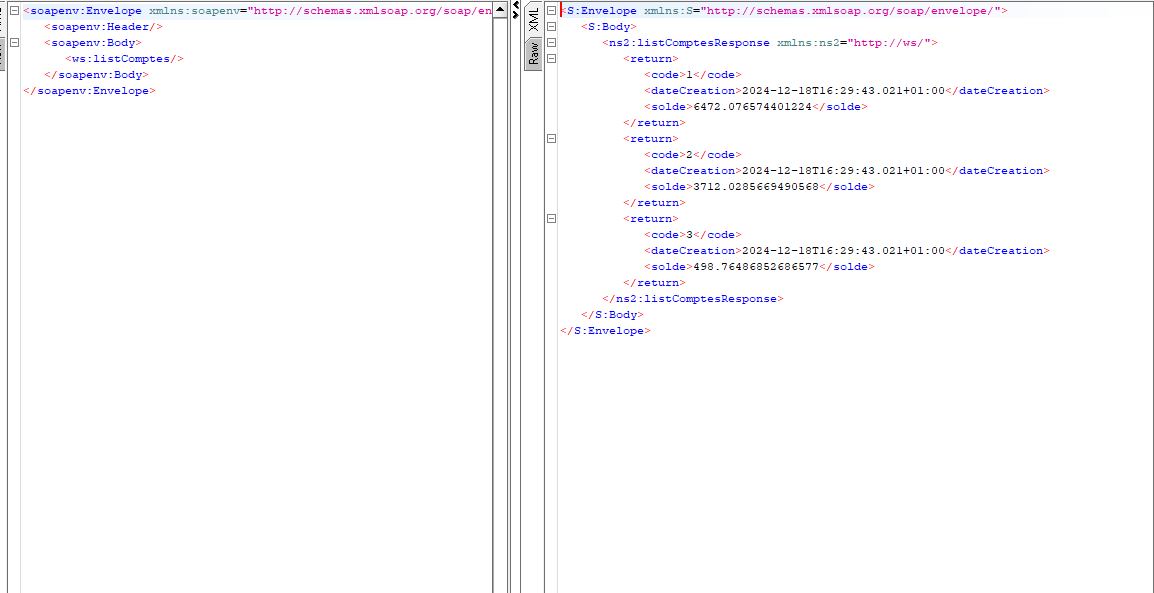 <soapenv:Envelope xmlns:soapenv="http://schemas.xmlsoap.org/soap/en
<soapenv:Header/>
<soapenv:Body>
<ws:listComptes/>
</soapenv:Body>
</soapenv:Envelope>
XML
Raw
<S:Envelope xmlns:S="http://schemas.xmlsoap.org/soap/envelope/">
<S:Body>
<ns2:listComptesResponse xmlns:ns2="http://ws/">
<return>
<code>1</code>
<dateCreation>2024-12-18T16:29:43.021+01:00</dateCreation>
<solde>6472.076574401224</solde>
</return>
<return>
<code>2</code>
<dateCreation>2024-12-18T16:29:43.021+01:00</dateCreation>
<solde>3712.0285669490568</solde>
</return>
<return>
<code>3</code>
<dateCreation>2024-12-18T16:29:43.021+01:00</dateCreation>
<solde>498.76486852686577</solde>
</return>
</ns2:listComptesResponse>
</S:Body>
</S:Envelope>